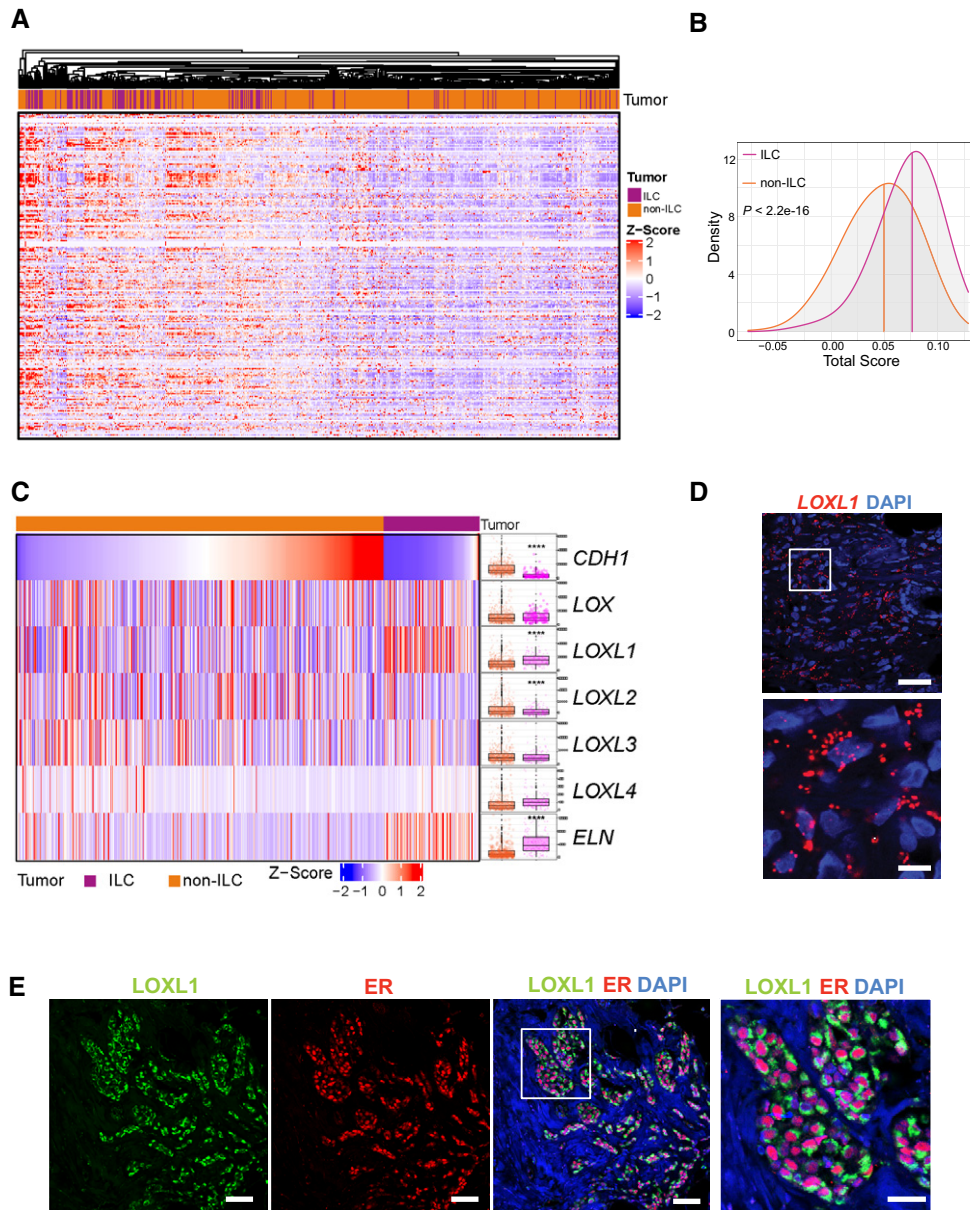 A
Tumor
Tumor
ILC
non-ILC
Z-Score
2
1
0
−1
−2
B
ILC
non-ILC
P < 2.2e-16
Density
12
8
4
0
−0.05
0.00
0.05
0.10
Total Score
C
Tumor
**** CDH1
LOX
**** LOXL1
**** LOXL2
LOXL3
LOXL4
**** ELN
Tumor ILC non-ILC Z−Score
−2 −1 0 1 2
D
LOXL1 DAPI
E
LOXL1 ER LOXL1 ER DAPI LOXL1 ER DAPI